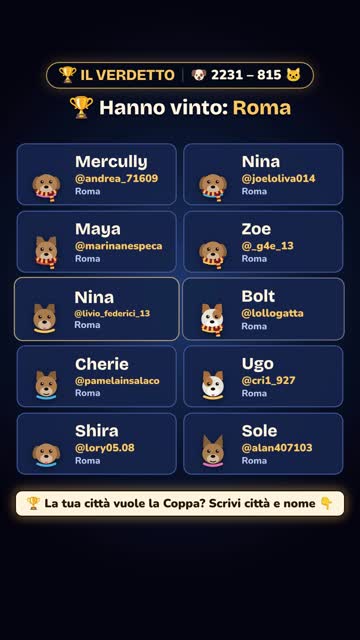 🏆 IL VERDETTO | 🐶 2231 – 815 🐱
🏆 Hanno vinto: Roma
Mercully
@andrea_71609
Roma
Nina
@joeloliva014
Roma
Maya
@marinanespeca
Roma
Zoe
@_g4e_13
Roma
Nina
@livio_federici_13
Roma
Bolt
@lollogatta
Roma
Cherie
@pamelainsalaco
Roma
Ugo
@cri1_927
Roma
Shira
@lory05.08
Roma
Sole
@alan407103
Roma
🏆 La tua città vuole la Coppa? Scrivi città e nome 👇